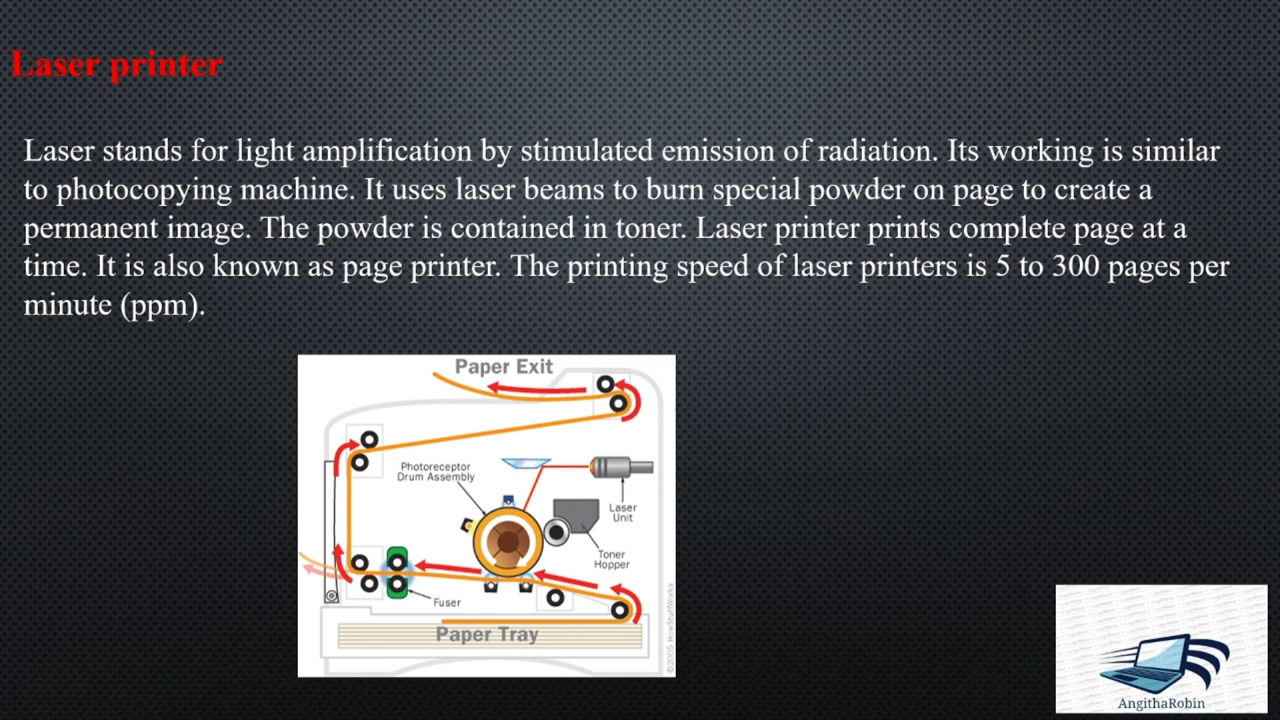 Laser printer
Laser stands for light amplification by stimulated emission of radiation. Its working is similar
to photocopying machine. It uses laser beams to burn special powder on page to create a
permanent image. The powder is contained in toner. Laser printer prints complete page at a
time. It is also known as page printer. The printing speed of laser printers is 5 to 300 pages per
minute (ppm).
Paper Exit
Photoreceptor
Drum Assembly
Laser
Unit
Toner
Hopper
Fuser
Paper Tray
©2005 HowStuffWorks
AngithaRobin